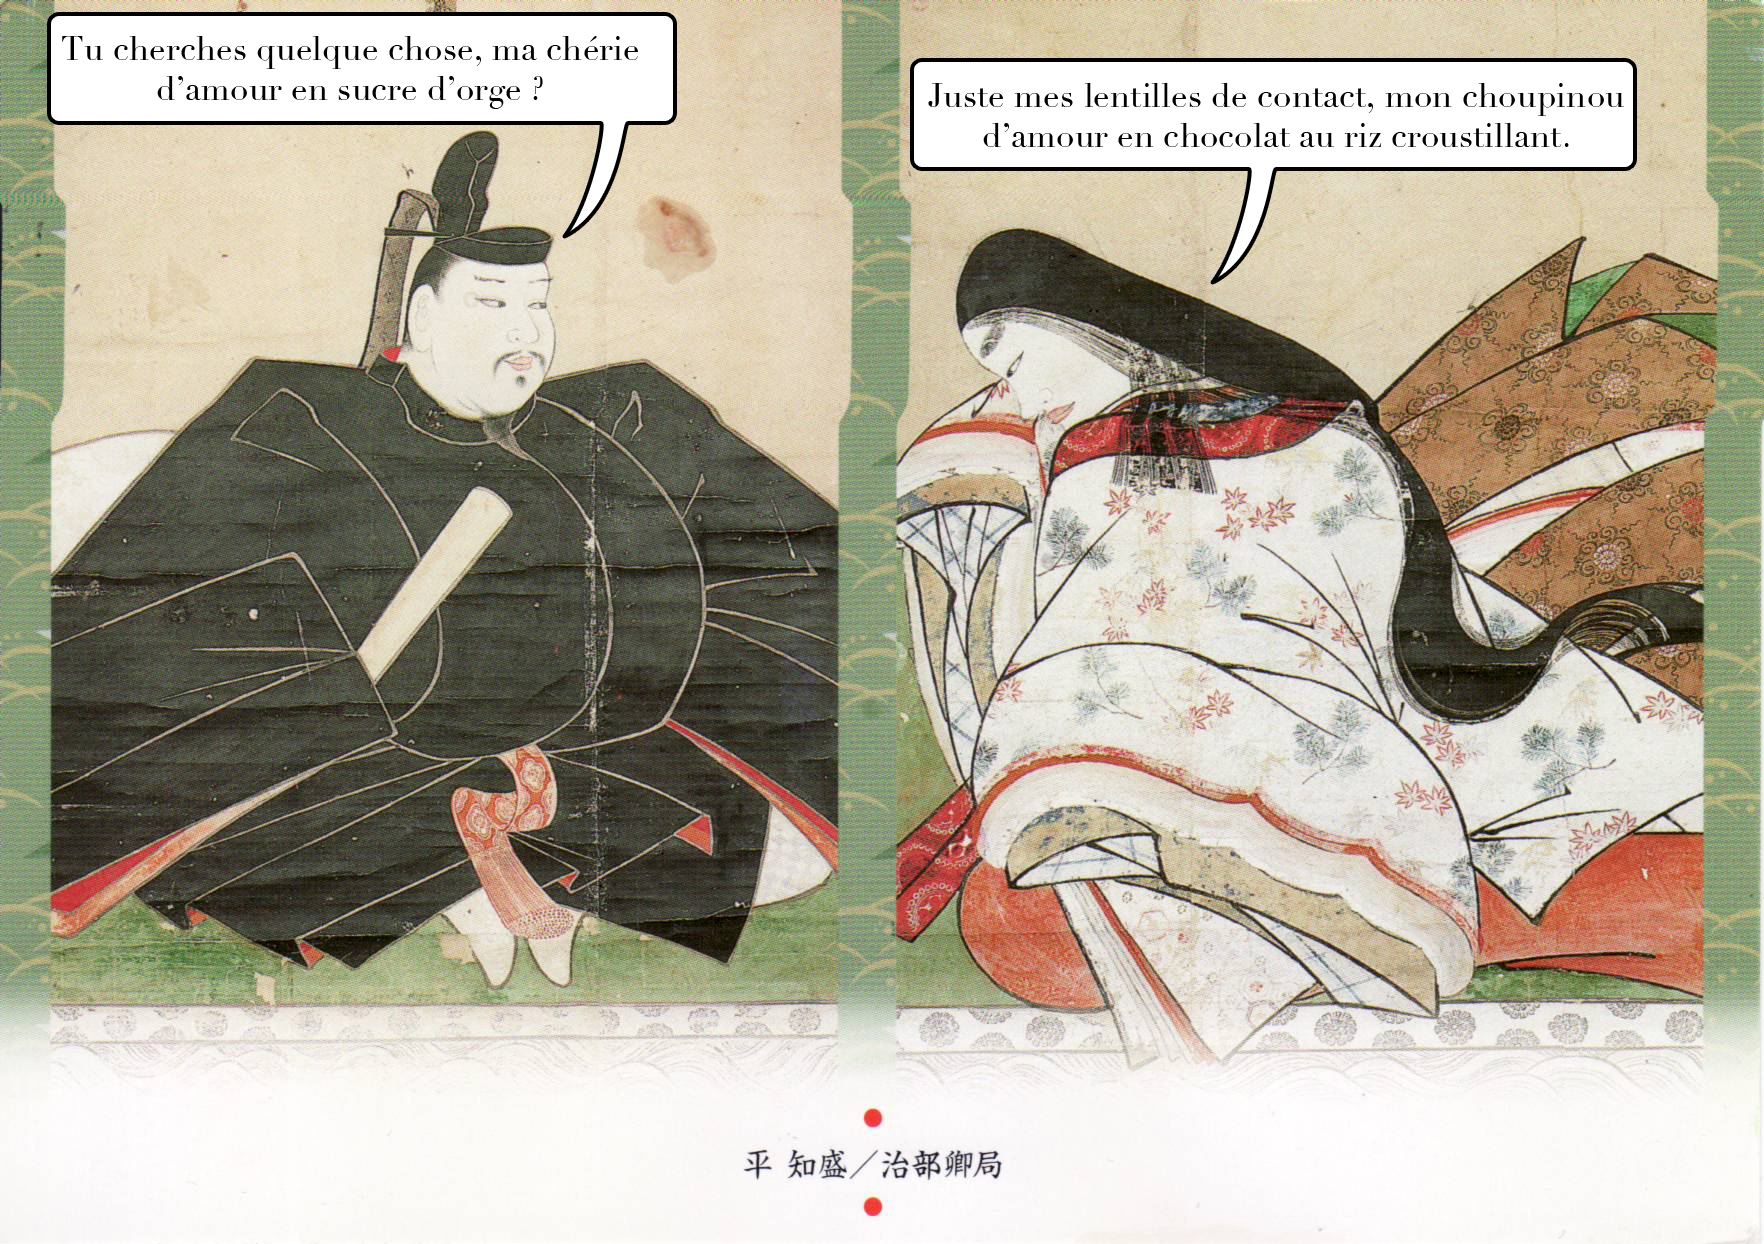 Tu cherches quelque chose, ma chérie
d’amour en sucre d’orge ?
Juste mes lentilles de contact, mon choupinou
d’amour en chocolat au riz croustillant.
平 知盛／治部卿局